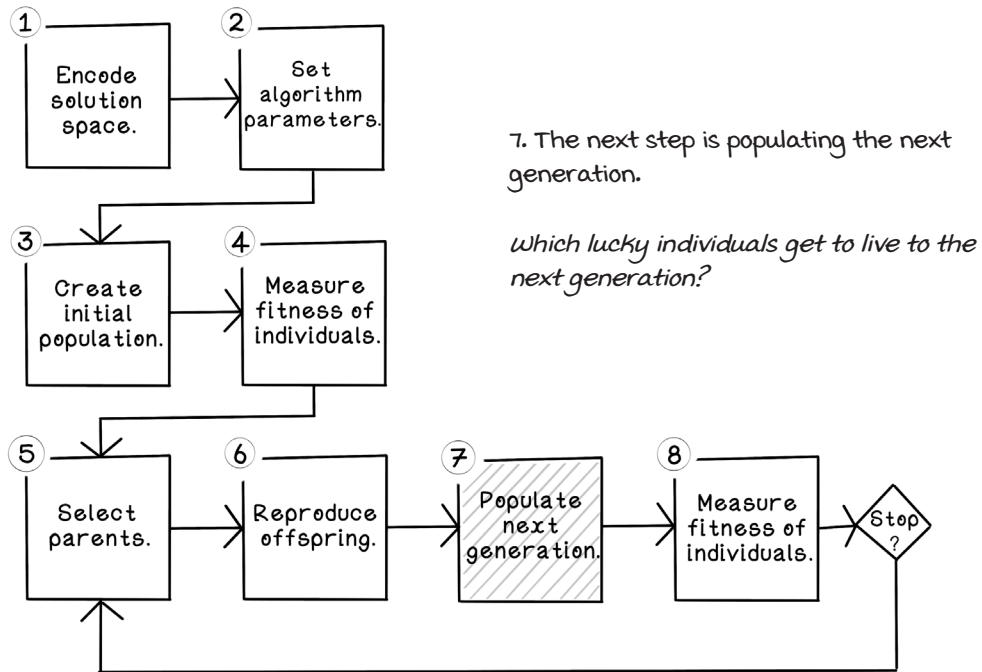 1
Encode
solution
space.
2
Set
algorithm
parameters.
7. The next step is populating the next
generation.
Which lucky individuals get to live to the
next generation?
3
Create
initial
population.
4
Measure
fitness of
individuals.
5
Select
parents.
6
Reproduce
offspring.
7
Populate
next
generation.
8
Measure
fitness of
individuals.
Stop
?